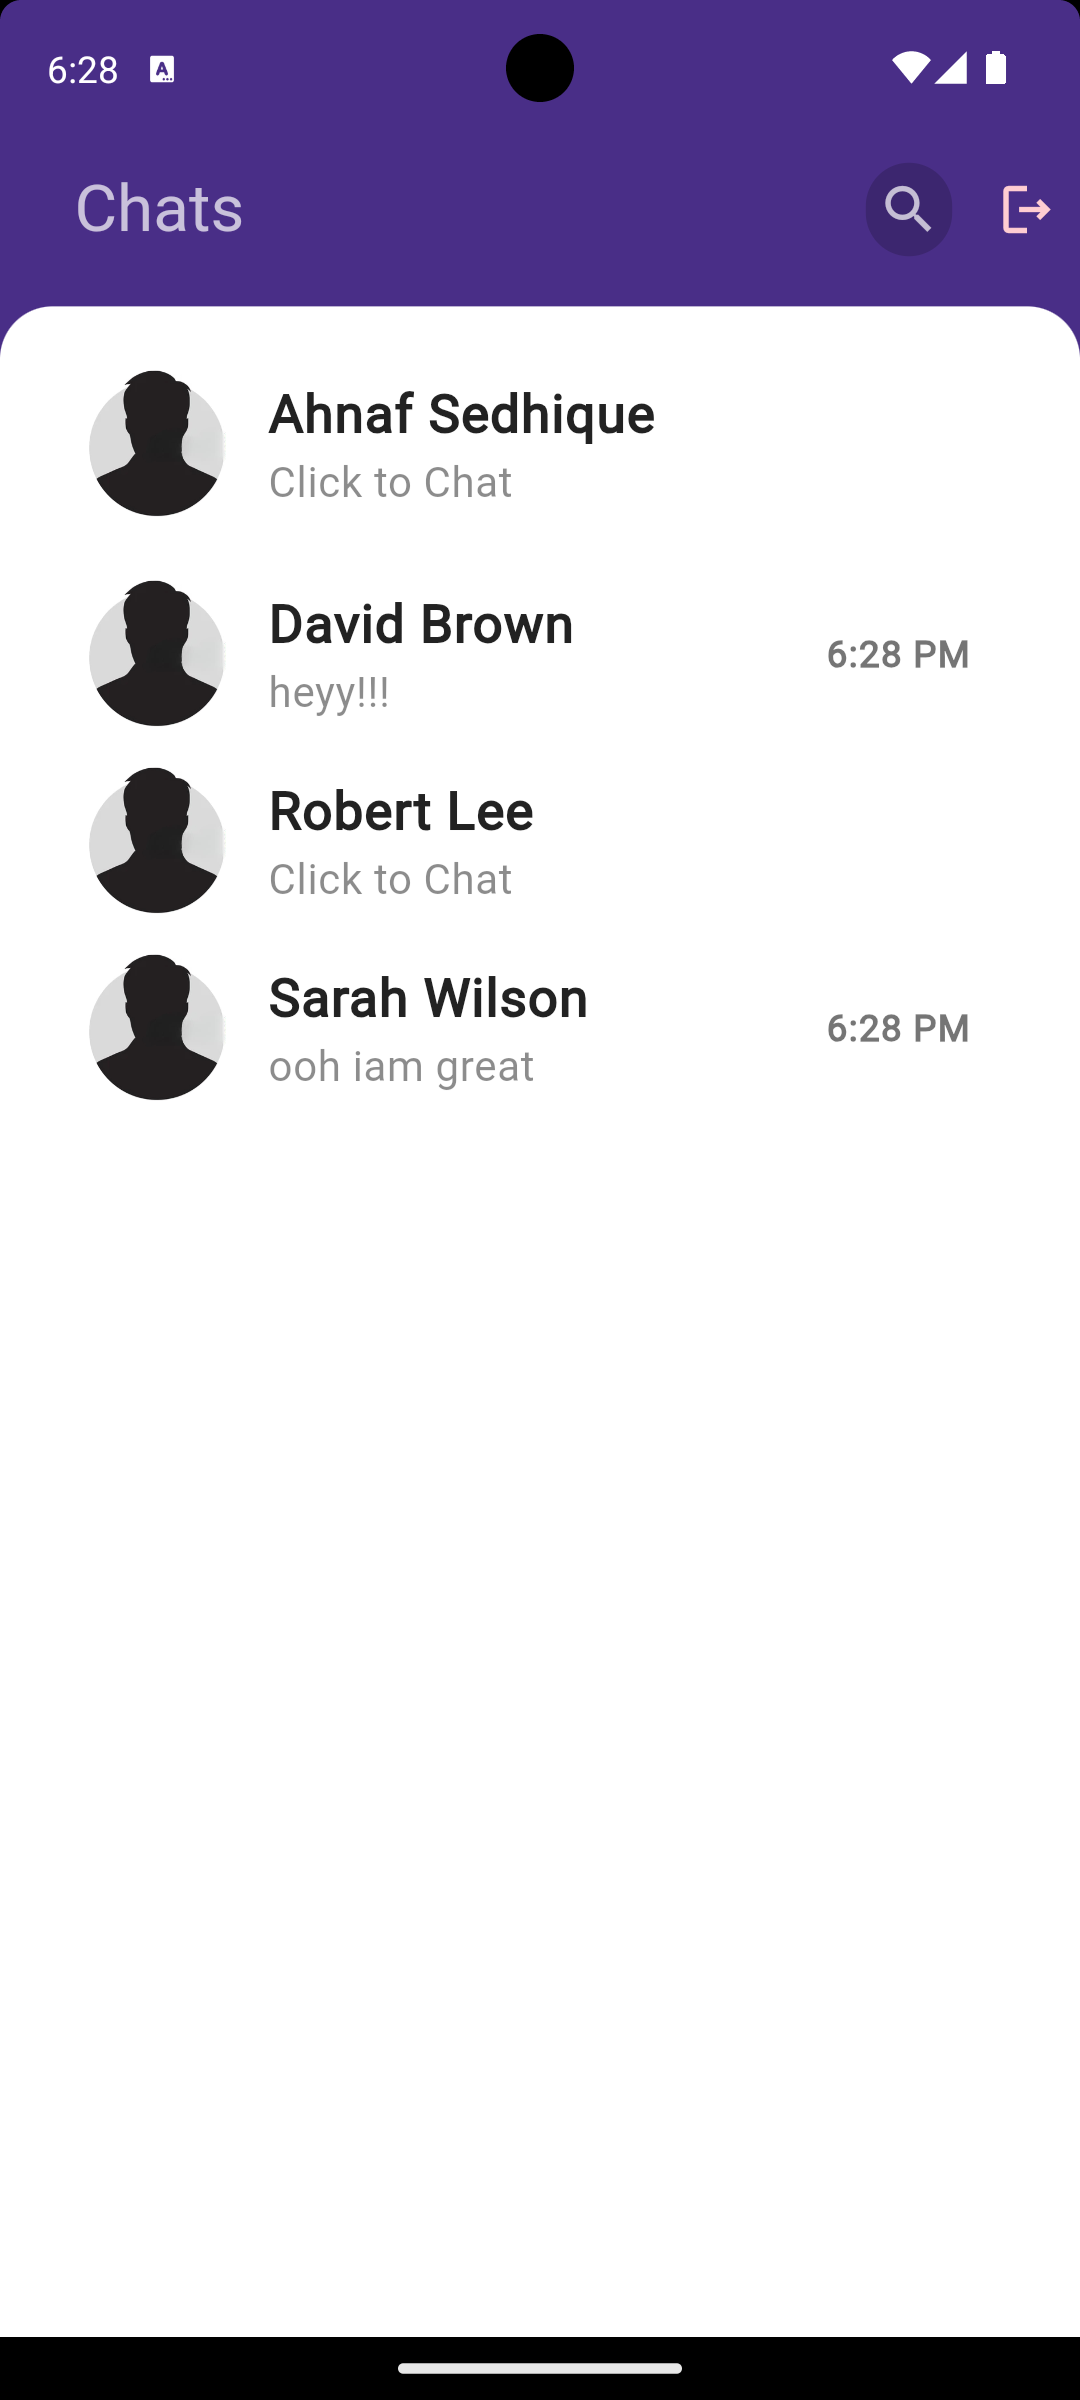 6:28
Chats
Ahnaf Sedhique
Click to Chat
David Brown
heyy!!!
6:28 PM
Robert Lee
Click to Chat
Sarah Wilson
ooh iam great
6:28 PM